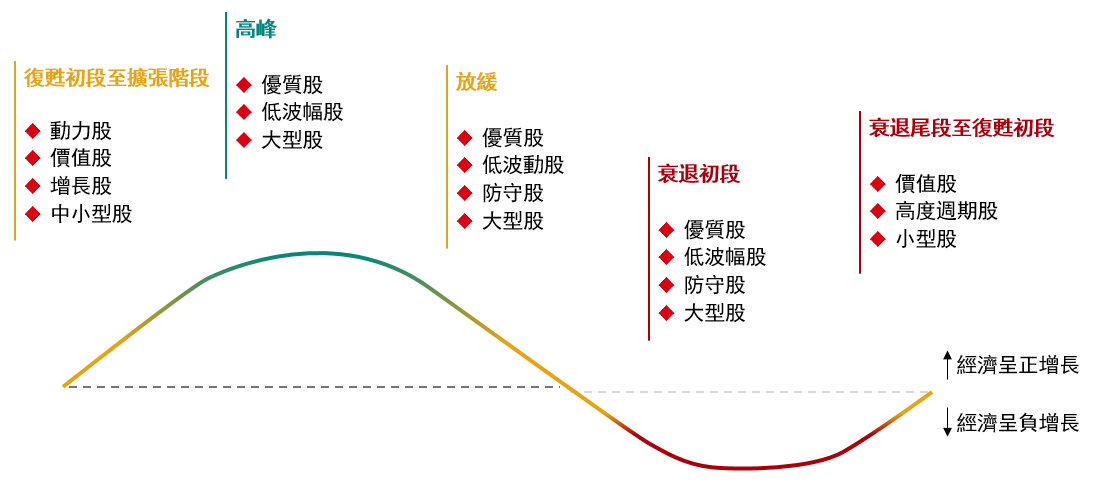 復甦初段至擴張階段
動力股
價值股
增長股
中小型股
高峰
優質股
低波幅股
大型股
放緩
優質股
低波動股
防守股
大型股
衰退初段
優質股
低波幅股
防守股
大型股
衰退尾段至復甦初段
價值股
高度週期股
小型股
經濟呈正增長
經濟呈負增長